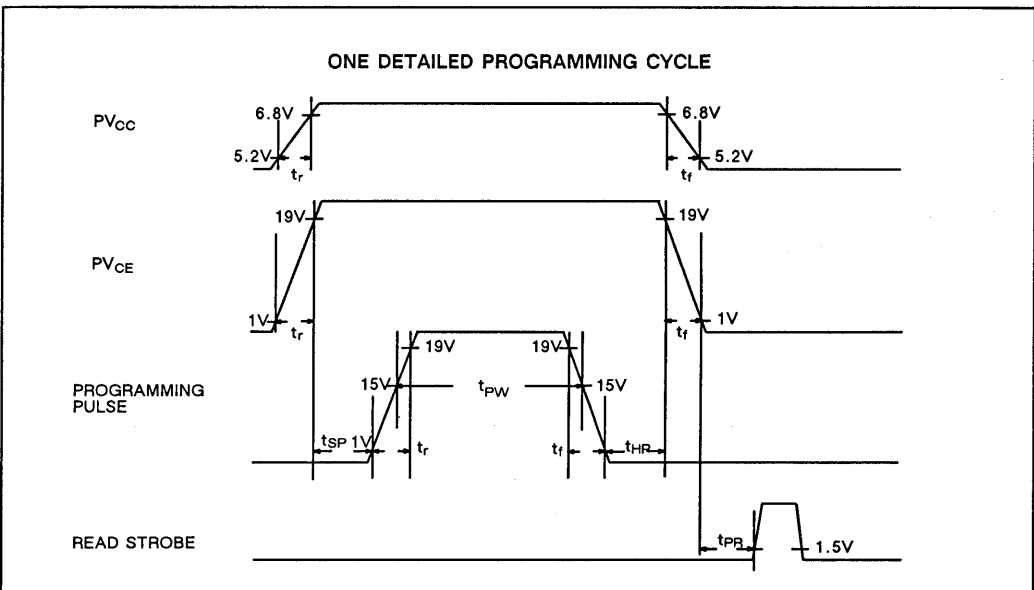 ONE DETAILED PROGRAMMING CYCLE
PVCC
6.8V
6.8V
5.2V
5.2V
tr
tf
PVCE
19V
19V
1V
1V
tr
tf
PROGRAMMING
PULSE
19V
19V
15V
tPW
15V
tSP
1V
tr
tf
tHP
READ STROBE
tPR
1.5V